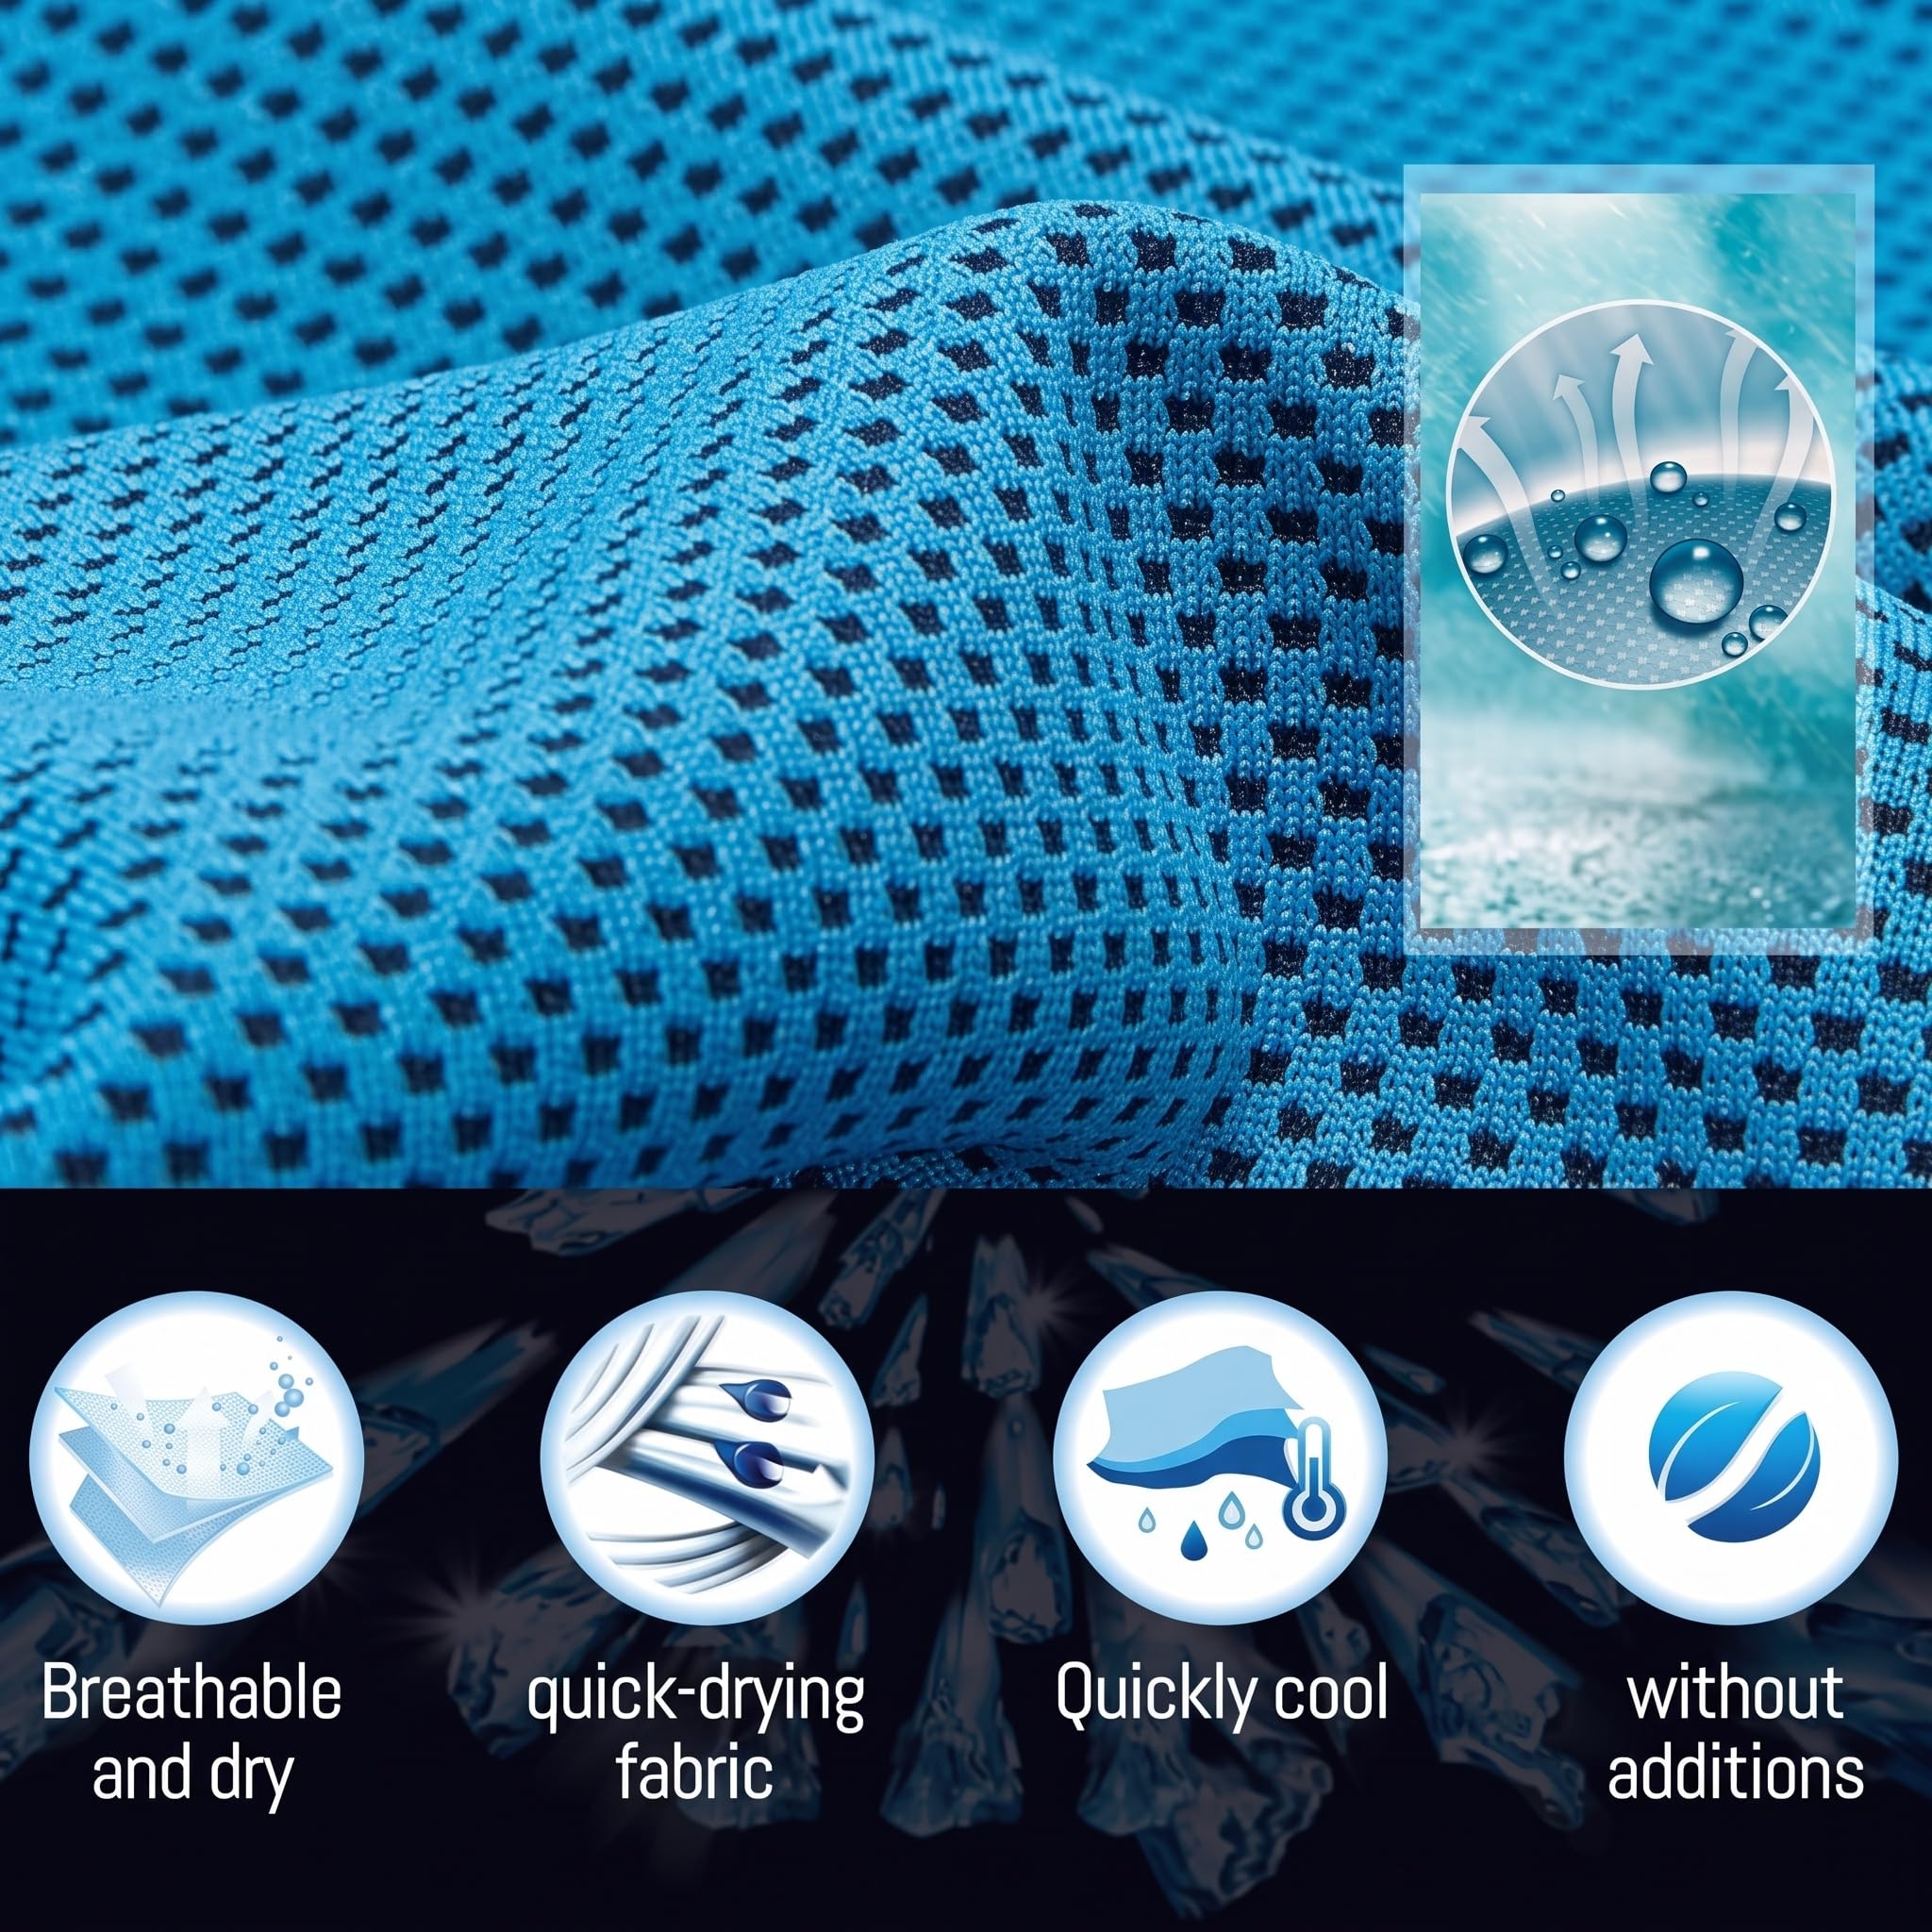 Breathable
and dry
quick-drying
fabric
Quickly cool
without
additions